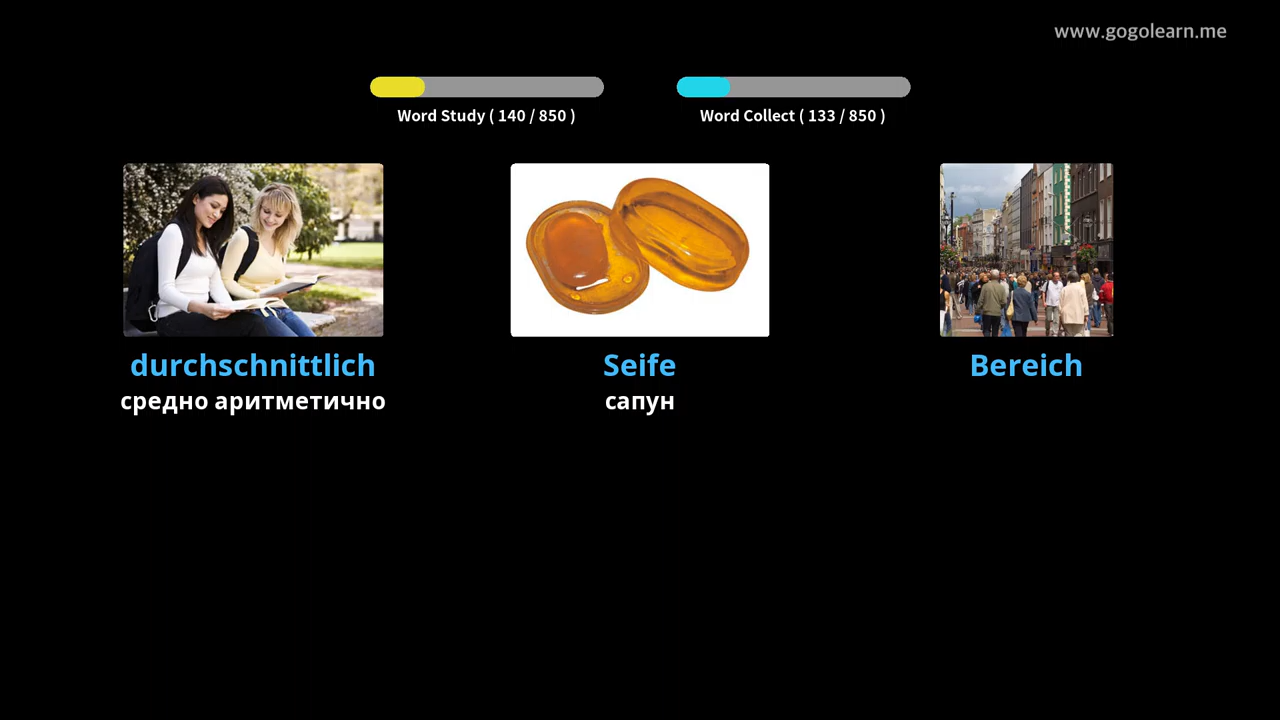 www.gogolearn.me
Word Study ( 140 / 850 )
Word Collect ( 133 / 850 )
durchschnittlich
средно аритметично
Seife
сапун
Bereich